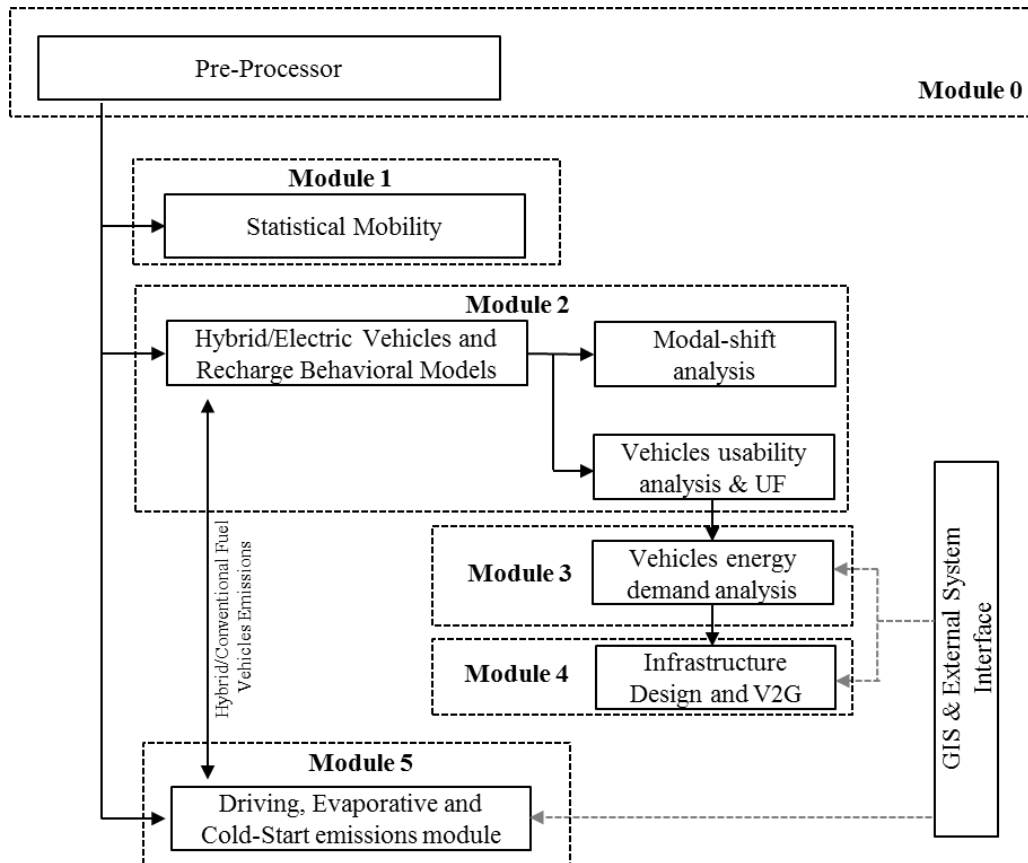 Pre-Processor
Module 0
Module 1
Statistical Mobility
Module 2
Hybrid/Electric Vehicles and
Recharge Behavioral Models
Modal-shift
analysis
Vehicles usability
analysis & UF
Hybrid/Conventional Fuel
Vehicles Emissions
Module 3
Vehicles energy
demand analysis
Module 4
Infrastructure
Design and V2G
GIS & External System
Interface
Module 5
Driving, Evaporative and
Cold-Start emissions module